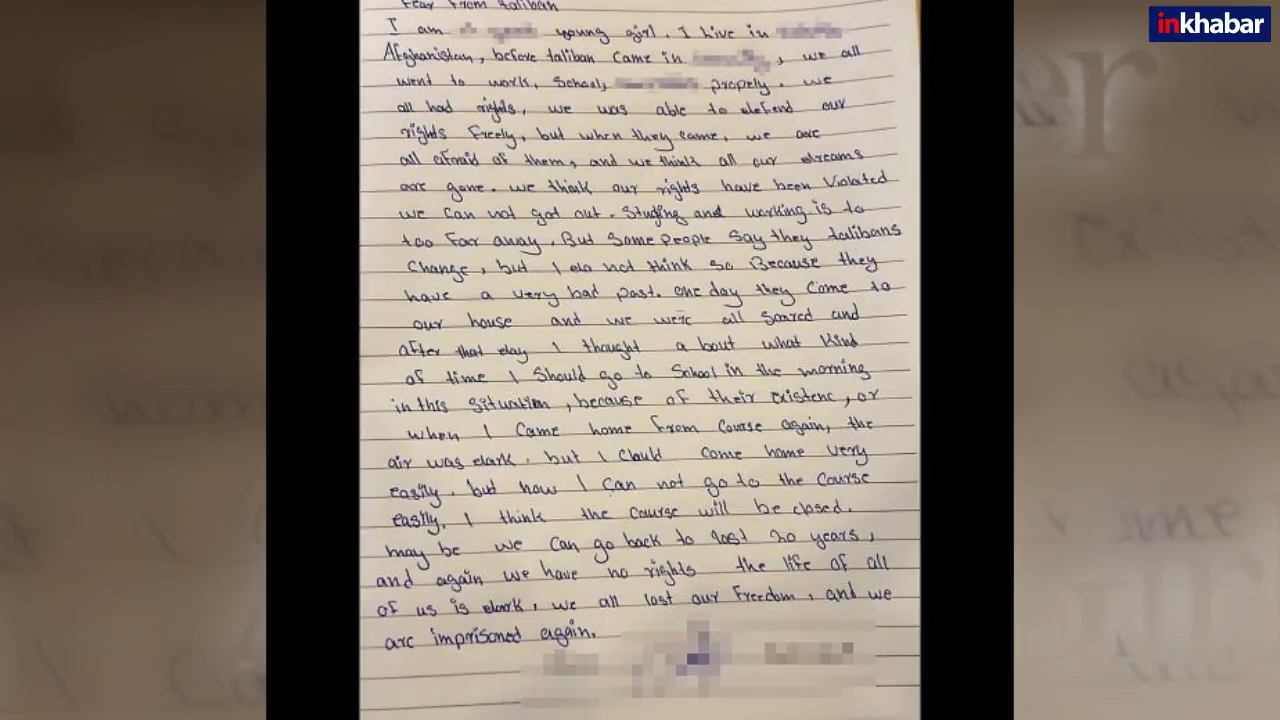 Fear From taliban
I am young girl. I live in
Afghanistan, before taliban came in , we all
went to work, School, properly. we
all had rights, we was able to defend our
rights freely, but when they came, we are
all afraid of them, and we think all our dreams
are gone. we think our rights have been Violated
we can not got out. Studing and working is to
too far away. But Some people say they talibans
Change, but I do not think so Because they
have a very bad past. one day they Come to
our house and we were all Scared and
after that day I thought a bout what kind
of time I Should go to School in the morning
in this situation, because of their existenc, or
when I came home from Course again, the
air was dark. but I Could come home very
easily. but now I can not go to the Course
easily. I think the Course will be closed.
may be we can go back to 20 years,
and again we have no rights the life of all
of us is dark, we all lost our Freedom, and we
are imprisoned again.
inkhabar